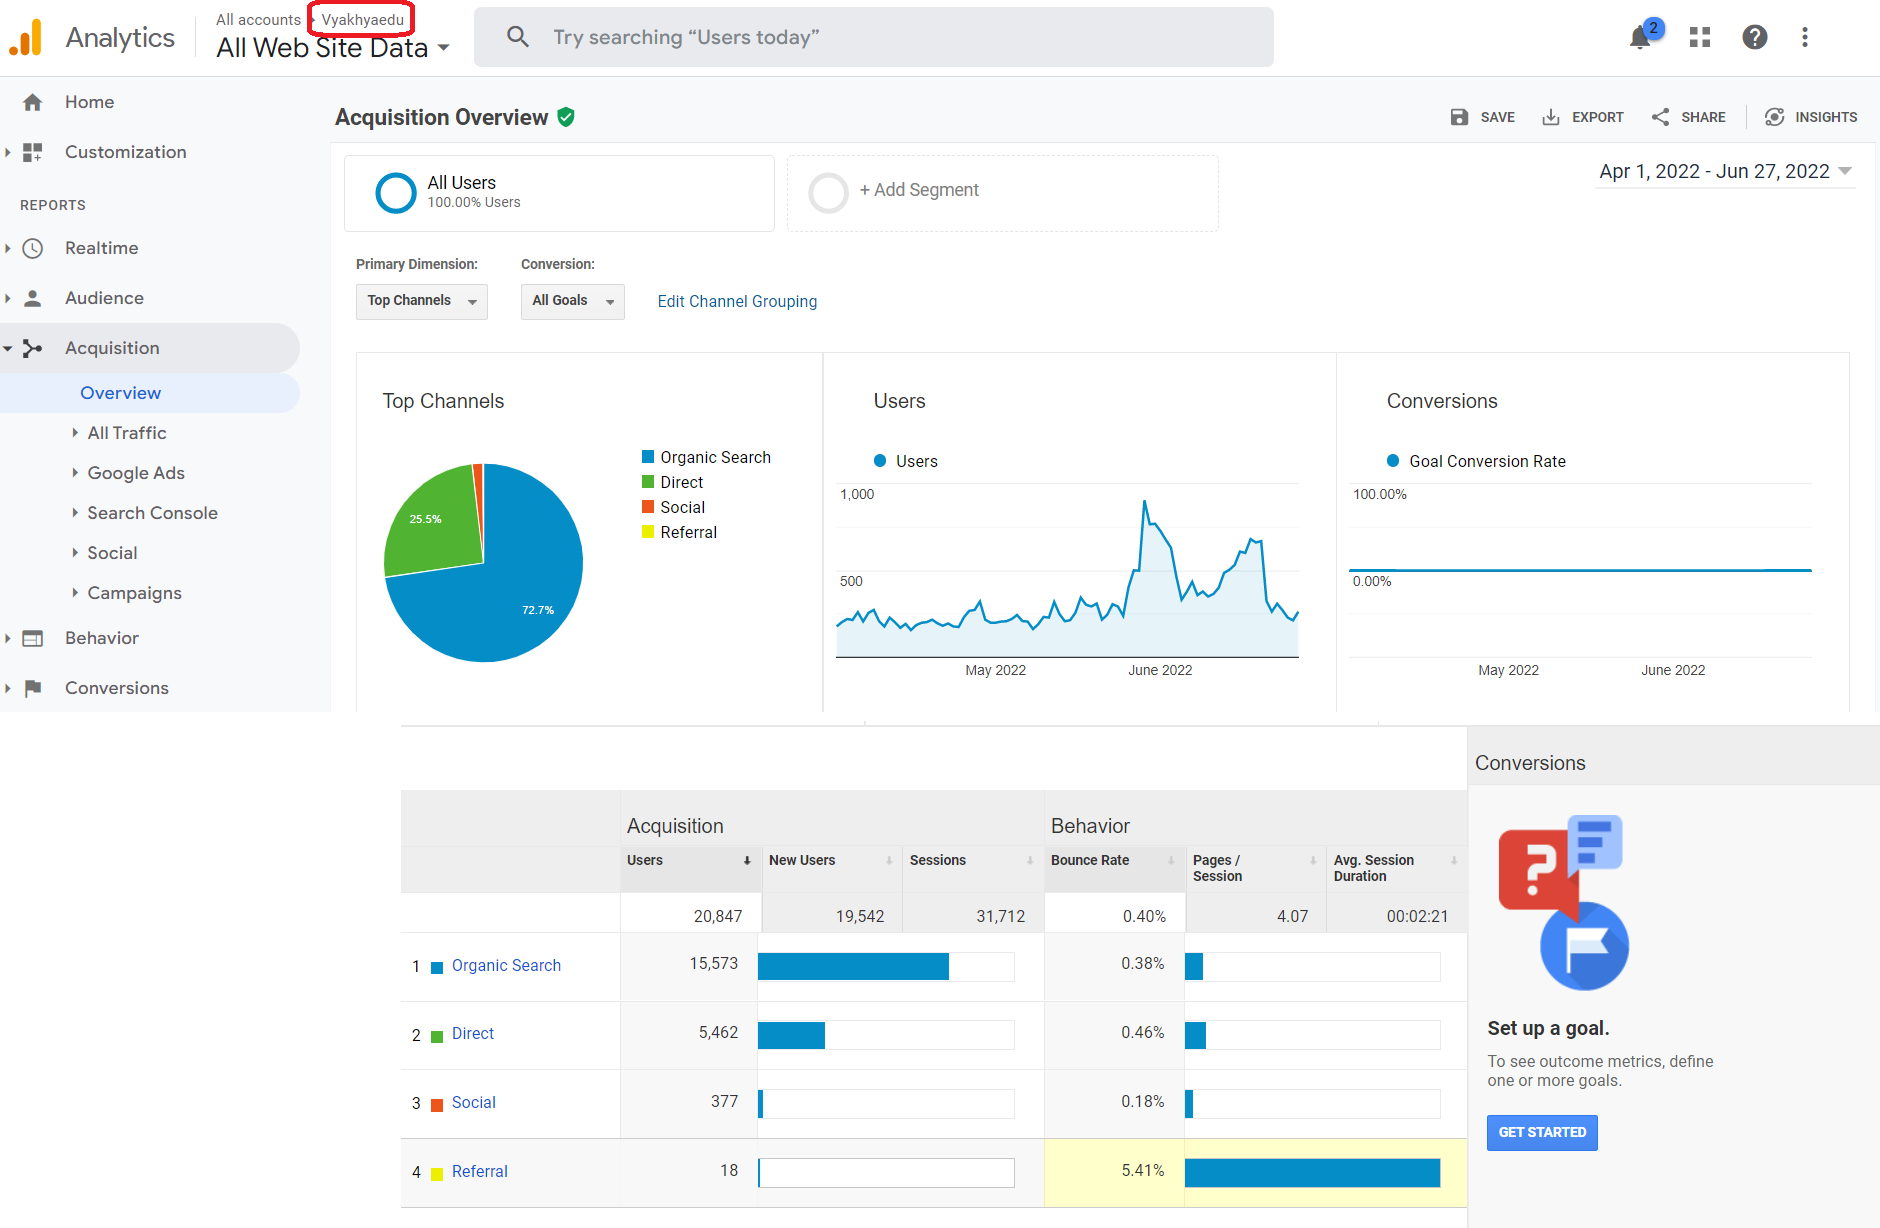 All accounts › Vyakhyaedu
Analytics
All Web Site Data
Try searching “Users today”
2
Home
Customization
REPORTS
Realtime
Audience
Acquisition
Overview
All Traffic
Google Ads
Search Console
Social
Campaigns
Behavior
Conversions
Acquisition Overview
SAVE
EXPORT
SHARE
INSIGHTS
All Users
100.00% Users
+ Add Segment
Apr 1, 2022 - Jun 27, 2022
Primary Dimension:
Conversion:
Top Channels
All Goals
Edit Channel Grouping
Top Channels
Organic Search
Direct
Social
Referral
25.5%
72.7%
Users
Users
1,000
500
May 2022
June 2022
Conversions
Goal Conversion Rate
100.00%
0.00%
May 2022
June 2022
Acquisition
Behavior
Users
New Users
Sessions
Bounce Rate
Pages /
Session
Avg. Session
Duration
20,847
19,542
31,712
0.40%
4.07
00:02:21
1 Organic Search 15,573 0.38%
2 Direct 5,462 0.46%
3 Social 377 0.18%
4 Referral 18 5.41%
Conversions
?
Set up a goal.
To see outcome metrics, define
one or more goals.
GET STARTED